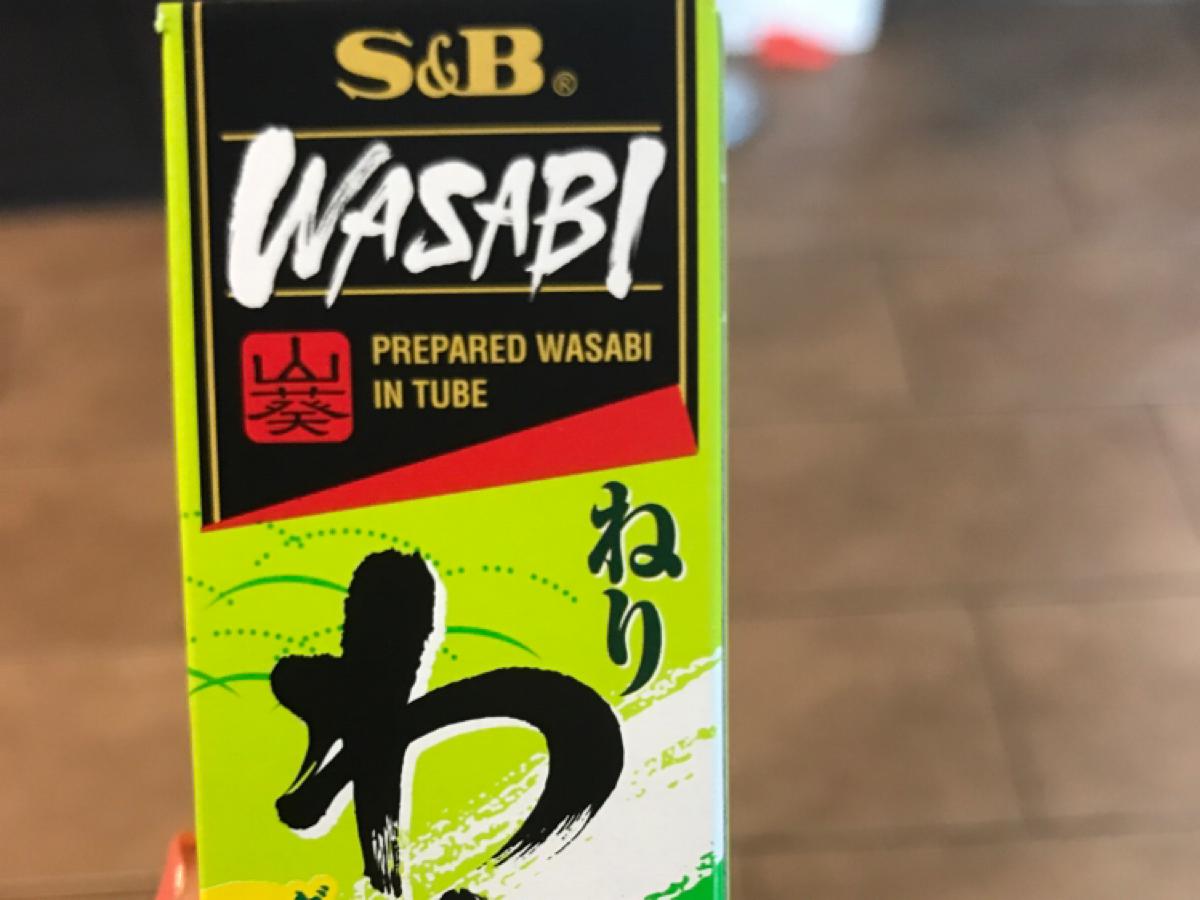 S&B®
WASABI
山葵
PREPARED WASABI
IN TUBE
ねり
わ